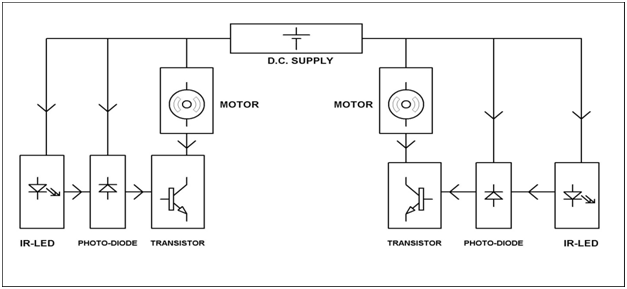 D.C. SUPPLY
MOTOR
MOTOR
IR-LED
PHOTO-DIODE
TRANSISTOR
TRANSISTOR
PHOTO-DIODE
IR-LED